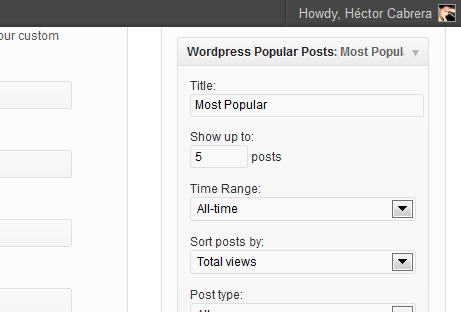 Howdy, Héctor Cabrera
our custom
Wordpress Popular Posts: Most Popul
Title:
Most Popular
Show up to:
5 posts
Time Range:
All-time
Sort posts by:
Total views
Post type: